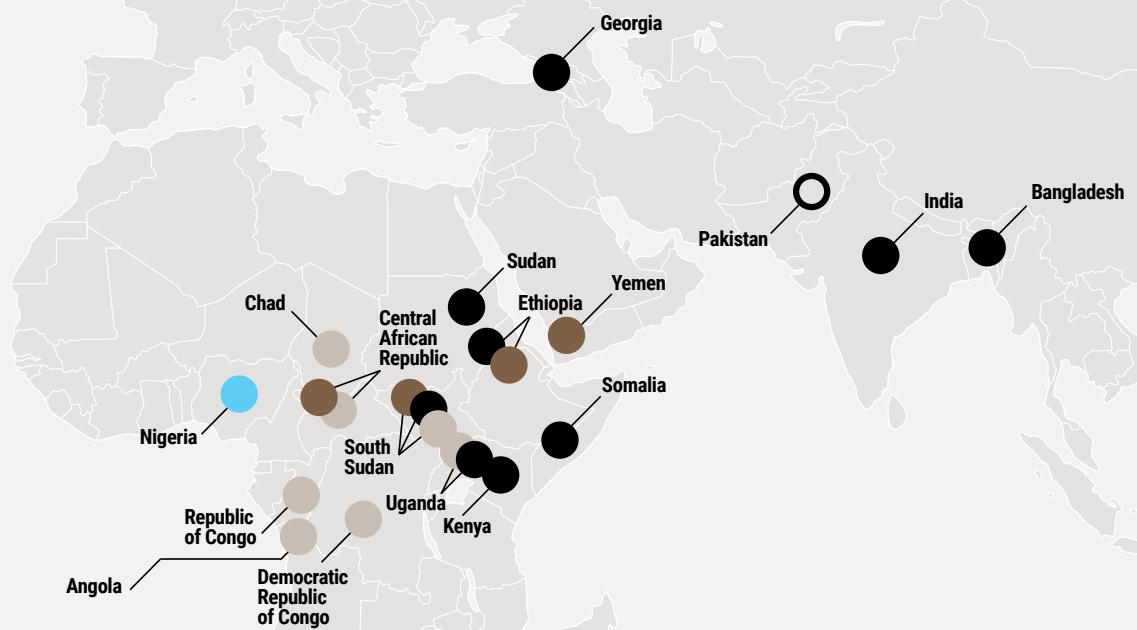 Georgia
Bangladesh
India
Pakistan
Sudan
Yemen
Ethiopia
Chad
Central
African
Republic
Somalia
Nigeria
South
Sudan
Uganda
Kenya
Republic
of Congo
Angola
Democratic
Republic
of Congo